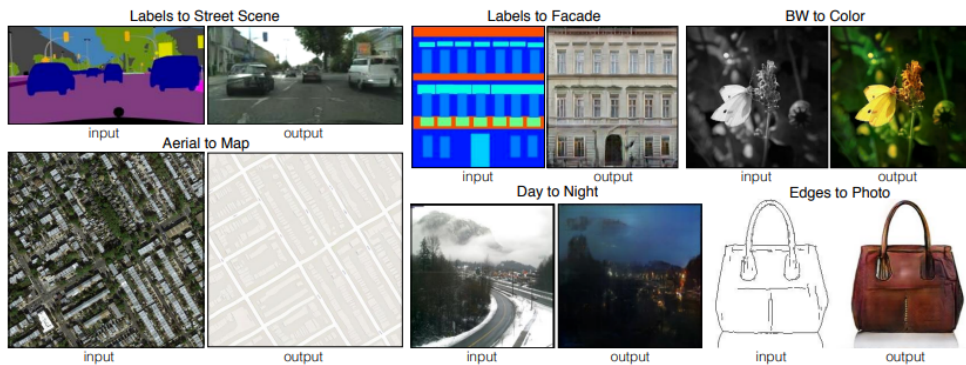 Labels to Street Scene
input
output
Aerial to Map
input
output
Labels to Facade
input
output
BW to Color
input
output
Day to Night
input
output
Edges to Photo
input
output